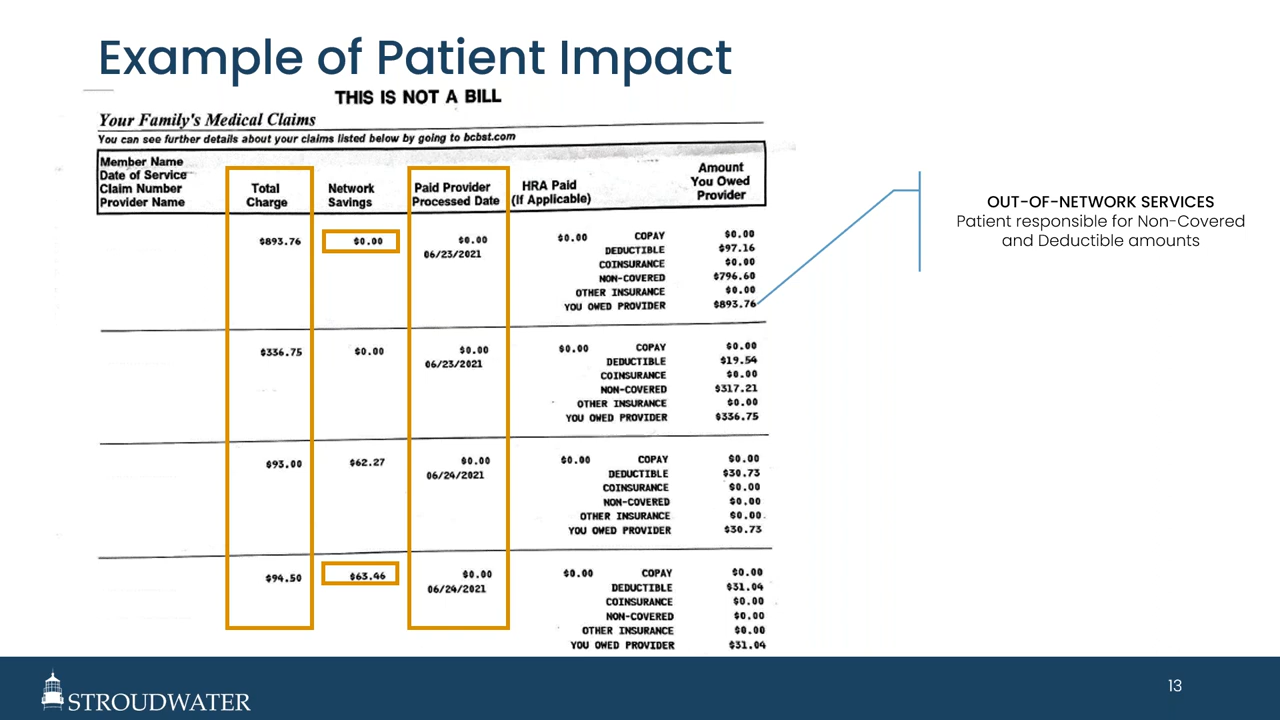 Example of Patient Impact
THIS IS NOT A BILL
Your Family's Medical Claims
You can see further details about your claims listed below by going to bcbst.com
Member Name
Date of Service
Claim Number
Provider Name
Total
Charge
Network
Savings
Paid Provider
Processed Date
HRA Paid
(If Applicable)
Amount
You Owed
Provider
$893.76 $0.00 $0.00 $0.00 COPAY $0.00
06/23/2021 DEDUCTIBLE $97.16
COINSURANCE $0.00
NON-COVERED $796.60
OTHER INSURANCE $0.00
YOU OWED PROVIDER $893.76
$336.75 $0.00 $0.00 $0.00 COPAY $0.00
06/23/2021 DEDUCTIBLE $19.54
COINSURANCE $0.00
NON-COVERED $317.21
OTHER INSURANCE $0.00
YOU OWED PROVIDER $336.75
$93.00 $62.27 $0.00 $0.00 COPAY $0.00
06/24/2021 DEDUCTIBLE $30.73
COINSURANCE $0.00
NON-COVERED $0.00
OTHER INSURANCE $0.00
YOU OWED PROVIDER $30.73
$94.50 $63.46 $0.00 $0.00 COPAY $0.00
06/24/2021 DEDUCTIBLE $31.04
COINSURANCE $0.00
NON-COVERED $0.00
OTHER INSURANCE $0.00
YOU OWED PROVIDER $31.04
OUT-OF-NETWORK SERVICES
Patient responsible for Non-Covered
and Deductible amounts
STROUDWATER
13